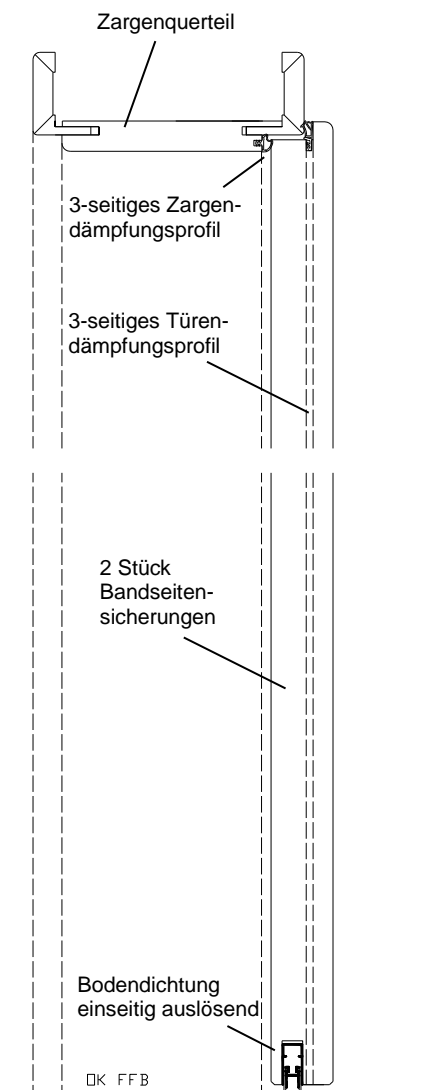 Zargenquerteil
3-seitiges Zargen-
dämpfungsprofil
3-seitiges Türen-
dämpfungsprofil
2 Stück
Bandseiten-
sicherungen
Bodendichtung
einseitig auslösend
OK FFB